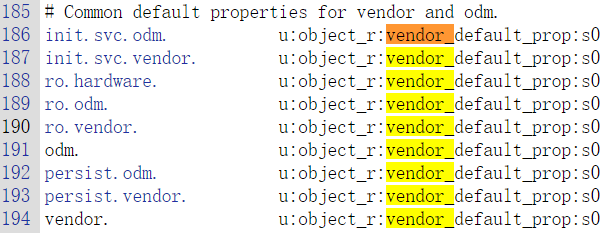 185 # Common default properties for vendor and odm.
186 init.svc.odm. u:object_r:vendor_default_prop:s0
187 init.svc.vendor. u:object_r:vendor_default_prop:s0
188 ro.hardware. u:object_r:vendor_default_prop:s0
189 ro.odm. u:object_r:vendor_default_prop:s0
190 ro.vendor. u:object_r:vendor_default_prop:s0
191 odm. u:object_r:vendor_default_prop:s0
192 persist.odm. u:object_r:vendor_default_prop:s0
193 persist.vendor. u:object_r:vendor_default_prop:s0
194 vendor. u:object_r:vendor_default_prop:s0